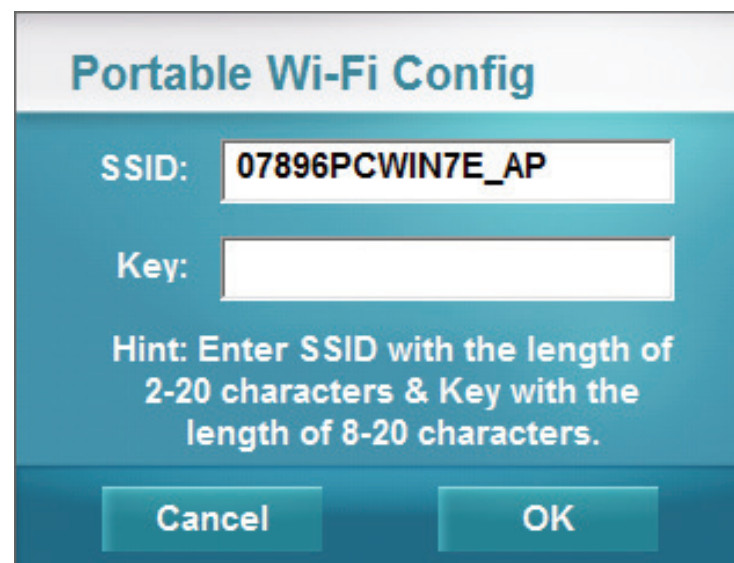 Portable Wi-Fi Config
SSID: 07896PCWIN7E_AP
Key:
Hint: Enter SSID with the length of
2-20 characters & Key with the
length of 8-20 characters.
Cancel OK